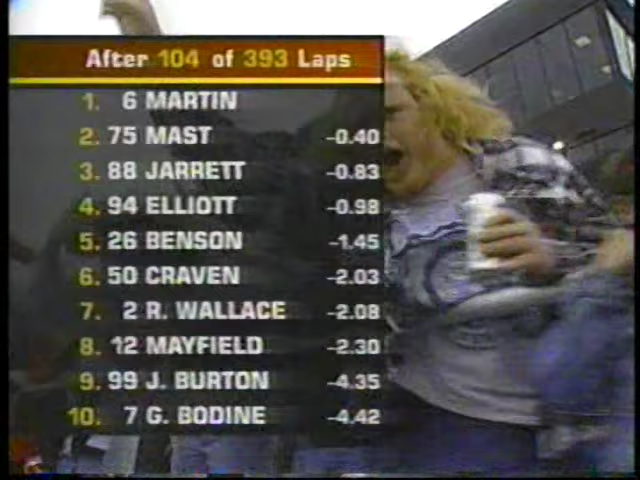 After 104 of 393 Laps
1. 6 MARTIN
2. 75 MAST -0.40
3. 88 JARRETT -0.83
4. 94 ELLIOTT -0.98
5. 26 BENSON -1.45
6. 50 CRAVEN -2.03
7. 2 R. WALLACE -2.08
8. 12 MAYFIELD -2.30
9. 99 J. BURTON -4.35
10. 7 G. BODINE -4.42